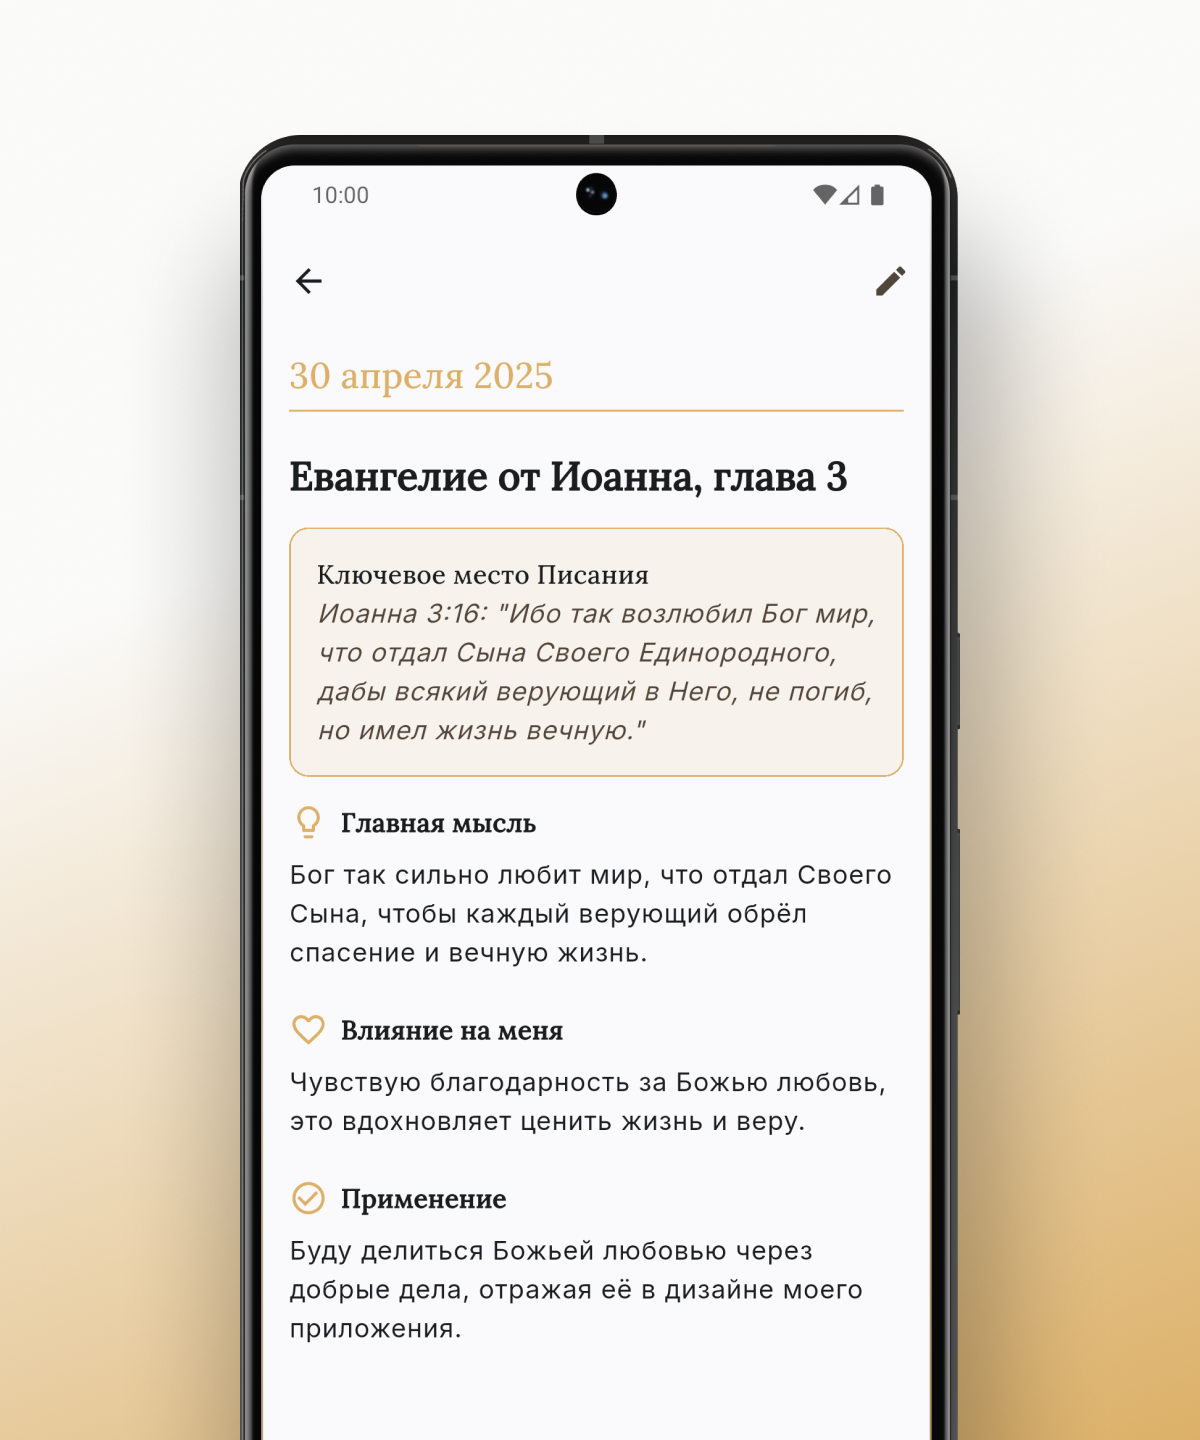 10:00
30 апреля 2025
Евангелие от Иоанна, глава 3
Ключевое место Писания
Иоанна 3:16: "Ибо так возлюбил Бог мир,
что отдал Сына Своего Единородного,
дабы всякий верующий в Него, не погиб,
но имел жизнь вечную."
Главная мысль
Бог так сильно любит мир, что отдал Своего
Сына, чтобы каждый верующий обрёл
спасение и вечную жизнь.
Влияние на меня
Чувствую благодарность за Божью любовь,
это вдохновляет ценить жизнь и веру.
Применение
Буду делиться Божьей любовью через
добрые дела, отражая её в дизайне моего
приложения.